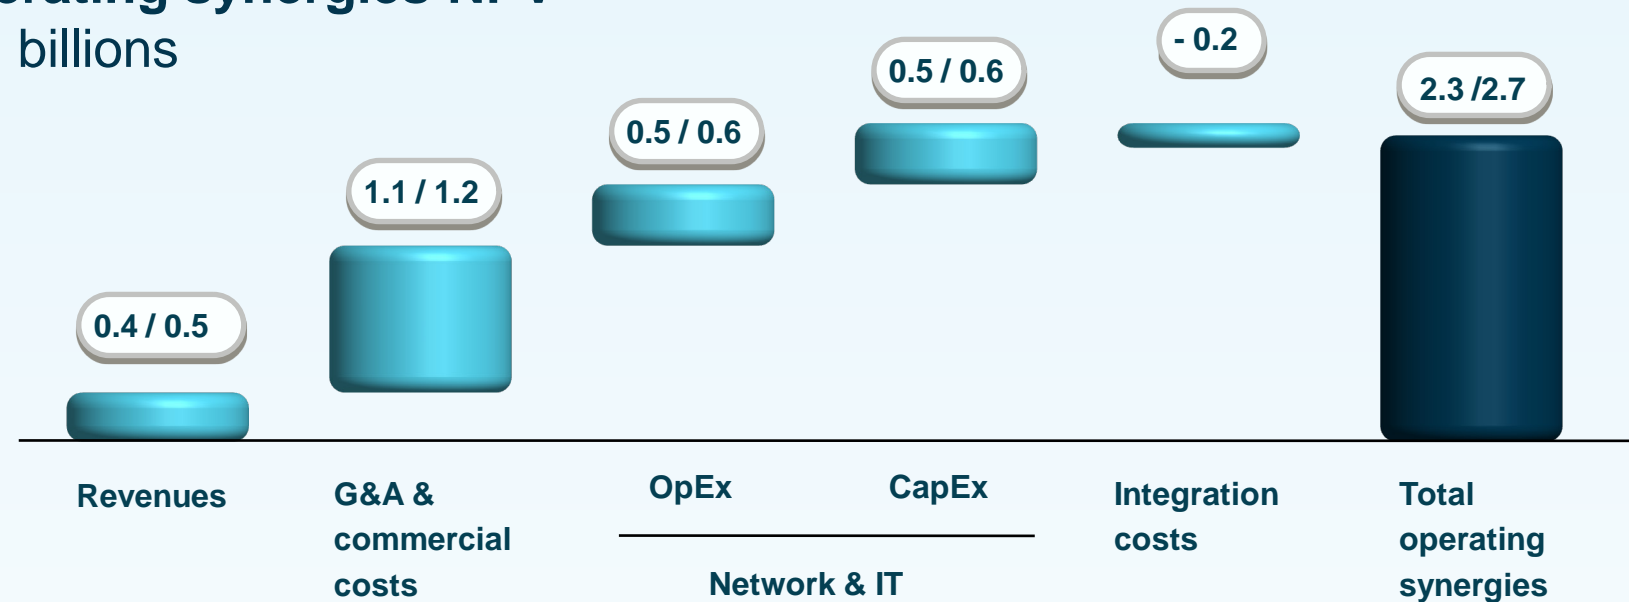 billions
- 0.2
0.5 / 0.6
2.3 /2.7
0.5 / 0.6
1.1 / 1.2
0.4 / 0.5
Revenues
G&A &
commercial
costs
OpEx
CapEx
Network & IT
Integration
costs
Total
operating
synergies